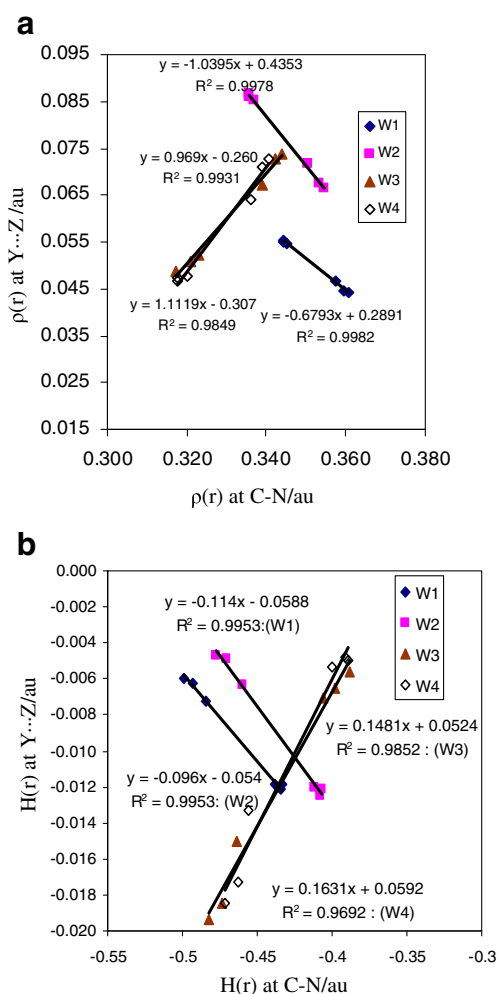 a
0.095
0.085
0.075
0.065
0.055
0.045
0.035
0.025
0.015
ρ(r) at Y···Z /au
y = -1.0395x + 0.4353
R² = 0.9978
W1
W2
W3
W4
y = 0.969x - 0.260
R² = 0.9931
y = 1.1119x - 0.307
R² = 0.9849
y = -0.6793x + 0.2891
R² = 0.9982
0.300 0.320 0.340 0.360 0.380
ρ(r) at C-N/au
b
0.000
-0.002
-0.004
-0.006
-0.008
-0.010
-0.012
-0.014
-0.016
-0.018
-0.020
H(r) at Y···Z/au
y = -0.114x - 0.0588
R² = 0.9953:(W1)
W1
W2
W3
W4
0.1481x + 0.0524
R² = 0.9852 : (W3)
y = -0.096x - 0.054
R² = 0.9953: (W2)
y = 0.1631x + 0.0592
R² = 0.9692 : (W4)
-0.55 -0.5 -0.45 -0.4 -0.35 -0.3
H(r) at C-N/au